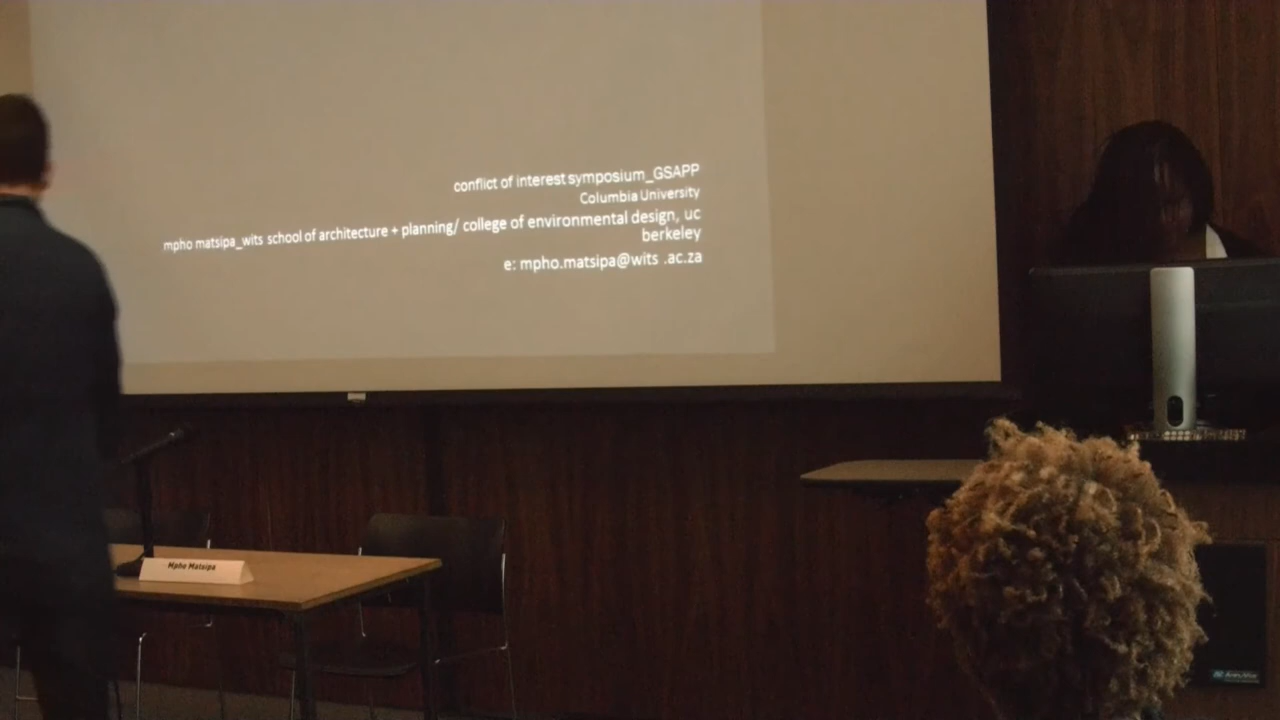 conflict of interest symposium_GSAPP
Columbia University
mpho matsipa_wits school of architecture + planning/ college of environmental design, uc
berkeley
e: mpho.matsipa@wits .ac.za
Mpho Matsipa